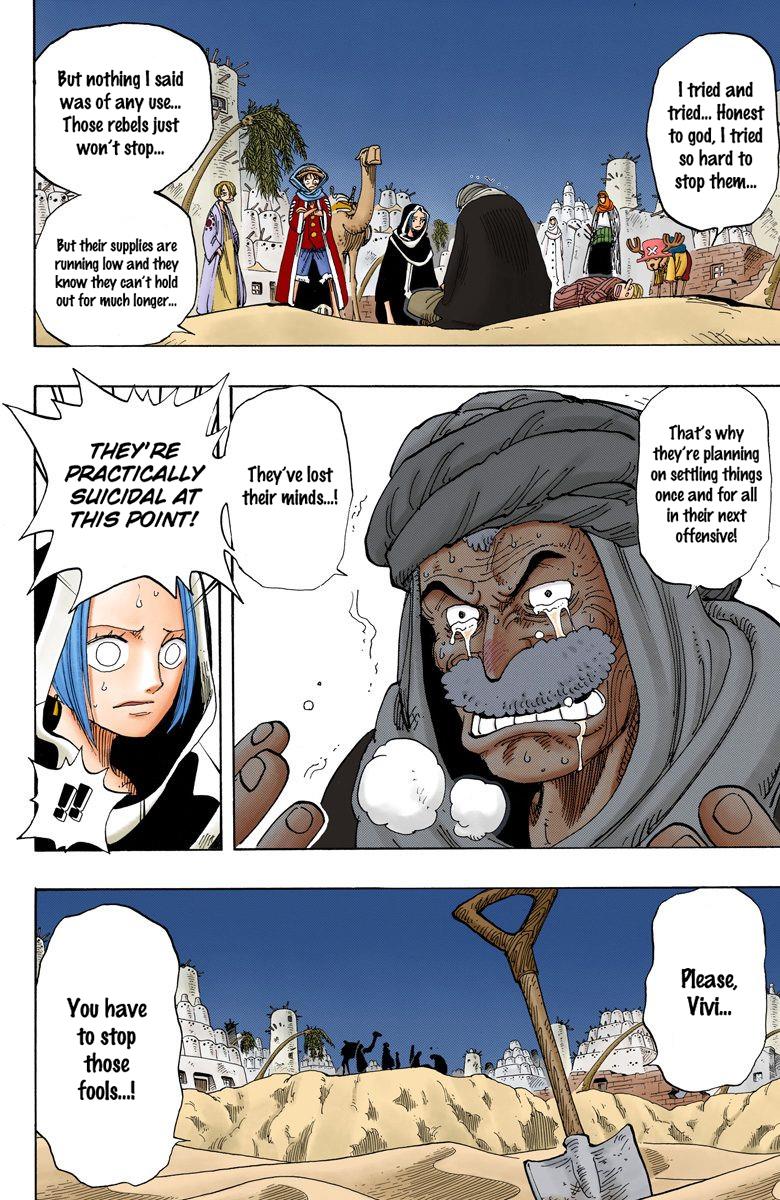 I tried and
tried... Honest
to god, I tried
so hard to
stop them...
But nothing I said
was of any use...
Those rebels just
won't stop...
But their supplies are
running low and they
know they can't hold
out for much longer...
That's why
they're planning
on settling things
once and for all
in their next
offensive!
They've lost
their minds...!
THEY'RE
PRACTICALLY
SUICIDAL AT
THIS POINT!
!!
Please,
Vivi...
You have
to stop
those
fools...!